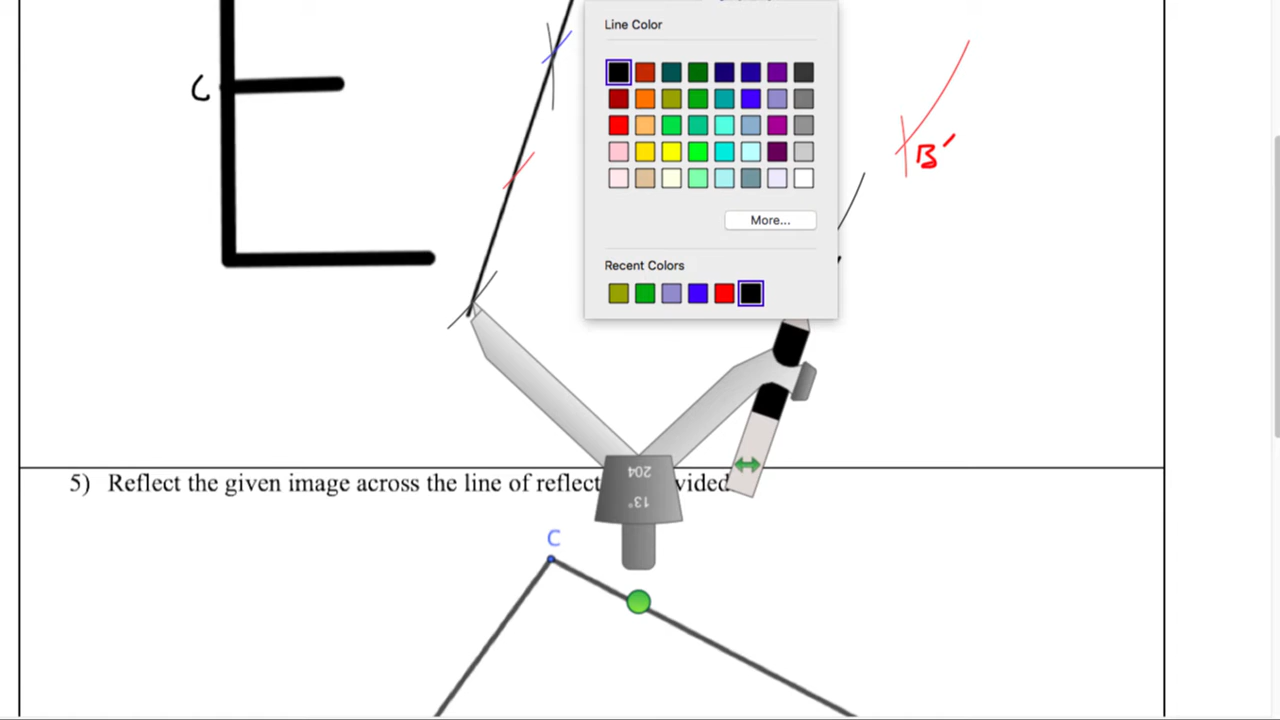 Line Color
C
B′
More...
Recent Colors
204
13°
5) Reflect the given image across the line of reflect vided
C